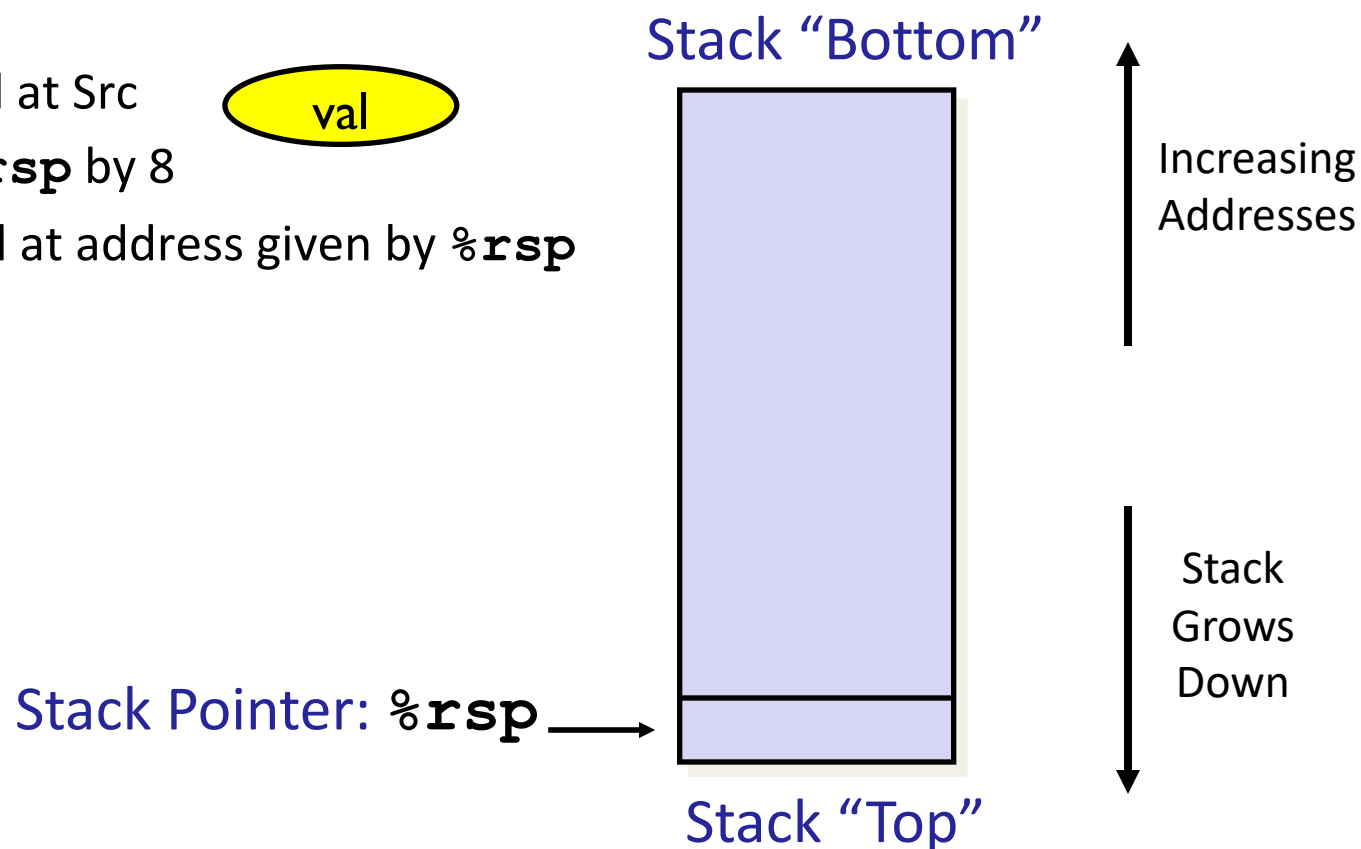 Stack “Bottom”
at Src
val
by 8
at address given by %rsp
Increasing
Addresses
Stack
Grows
Down
Stack Pointer: %rsp
Stack “Top”